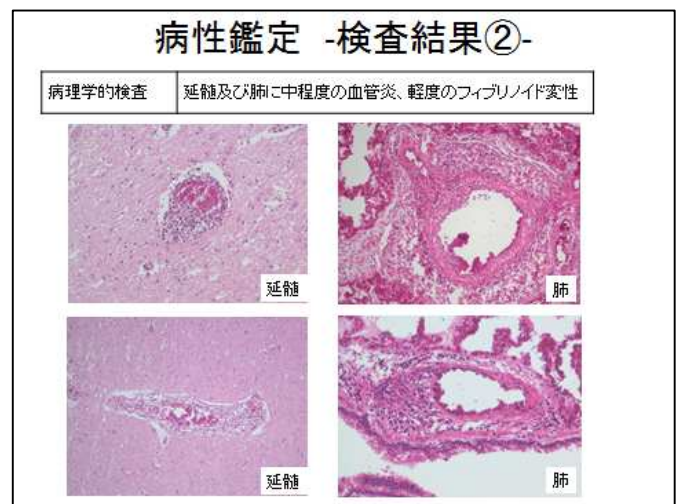 病性鑑定 -検査結果②-
病理学的検査 延髄及び肺に中程度の血管炎、軽度のフィブリノイド変性
延髄 肺
延髄 肺